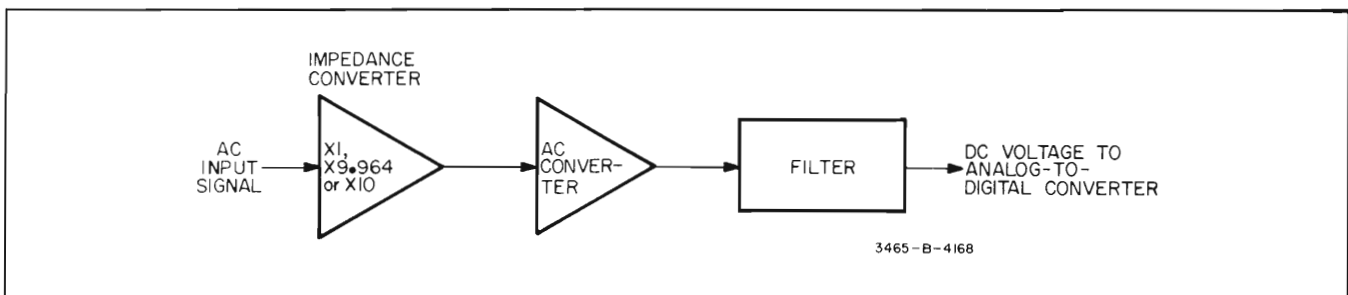 IMPEDANCE
CONVERTER
AC
INPUT
SIGNAL
X1,
X9.964
or X10
AC
CONVER-
TER
FILTER
DC VOLTAGE TO
ANALOG-TO-
DIGITAL CONVERTER
3465-B-4168